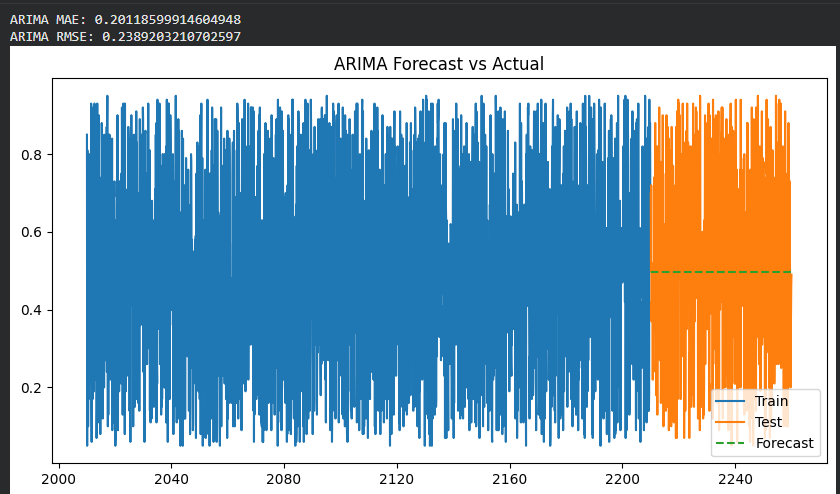 ARIMA MAE: 0.20118599914604948
ARIMA RMSE: 0.2389203210702597
ARIMA Forecast vs Actual
0.8
0.6
0.4
0.2
Train
Test
Forecast
2000
2040
2080
2120
2160
2200
2240